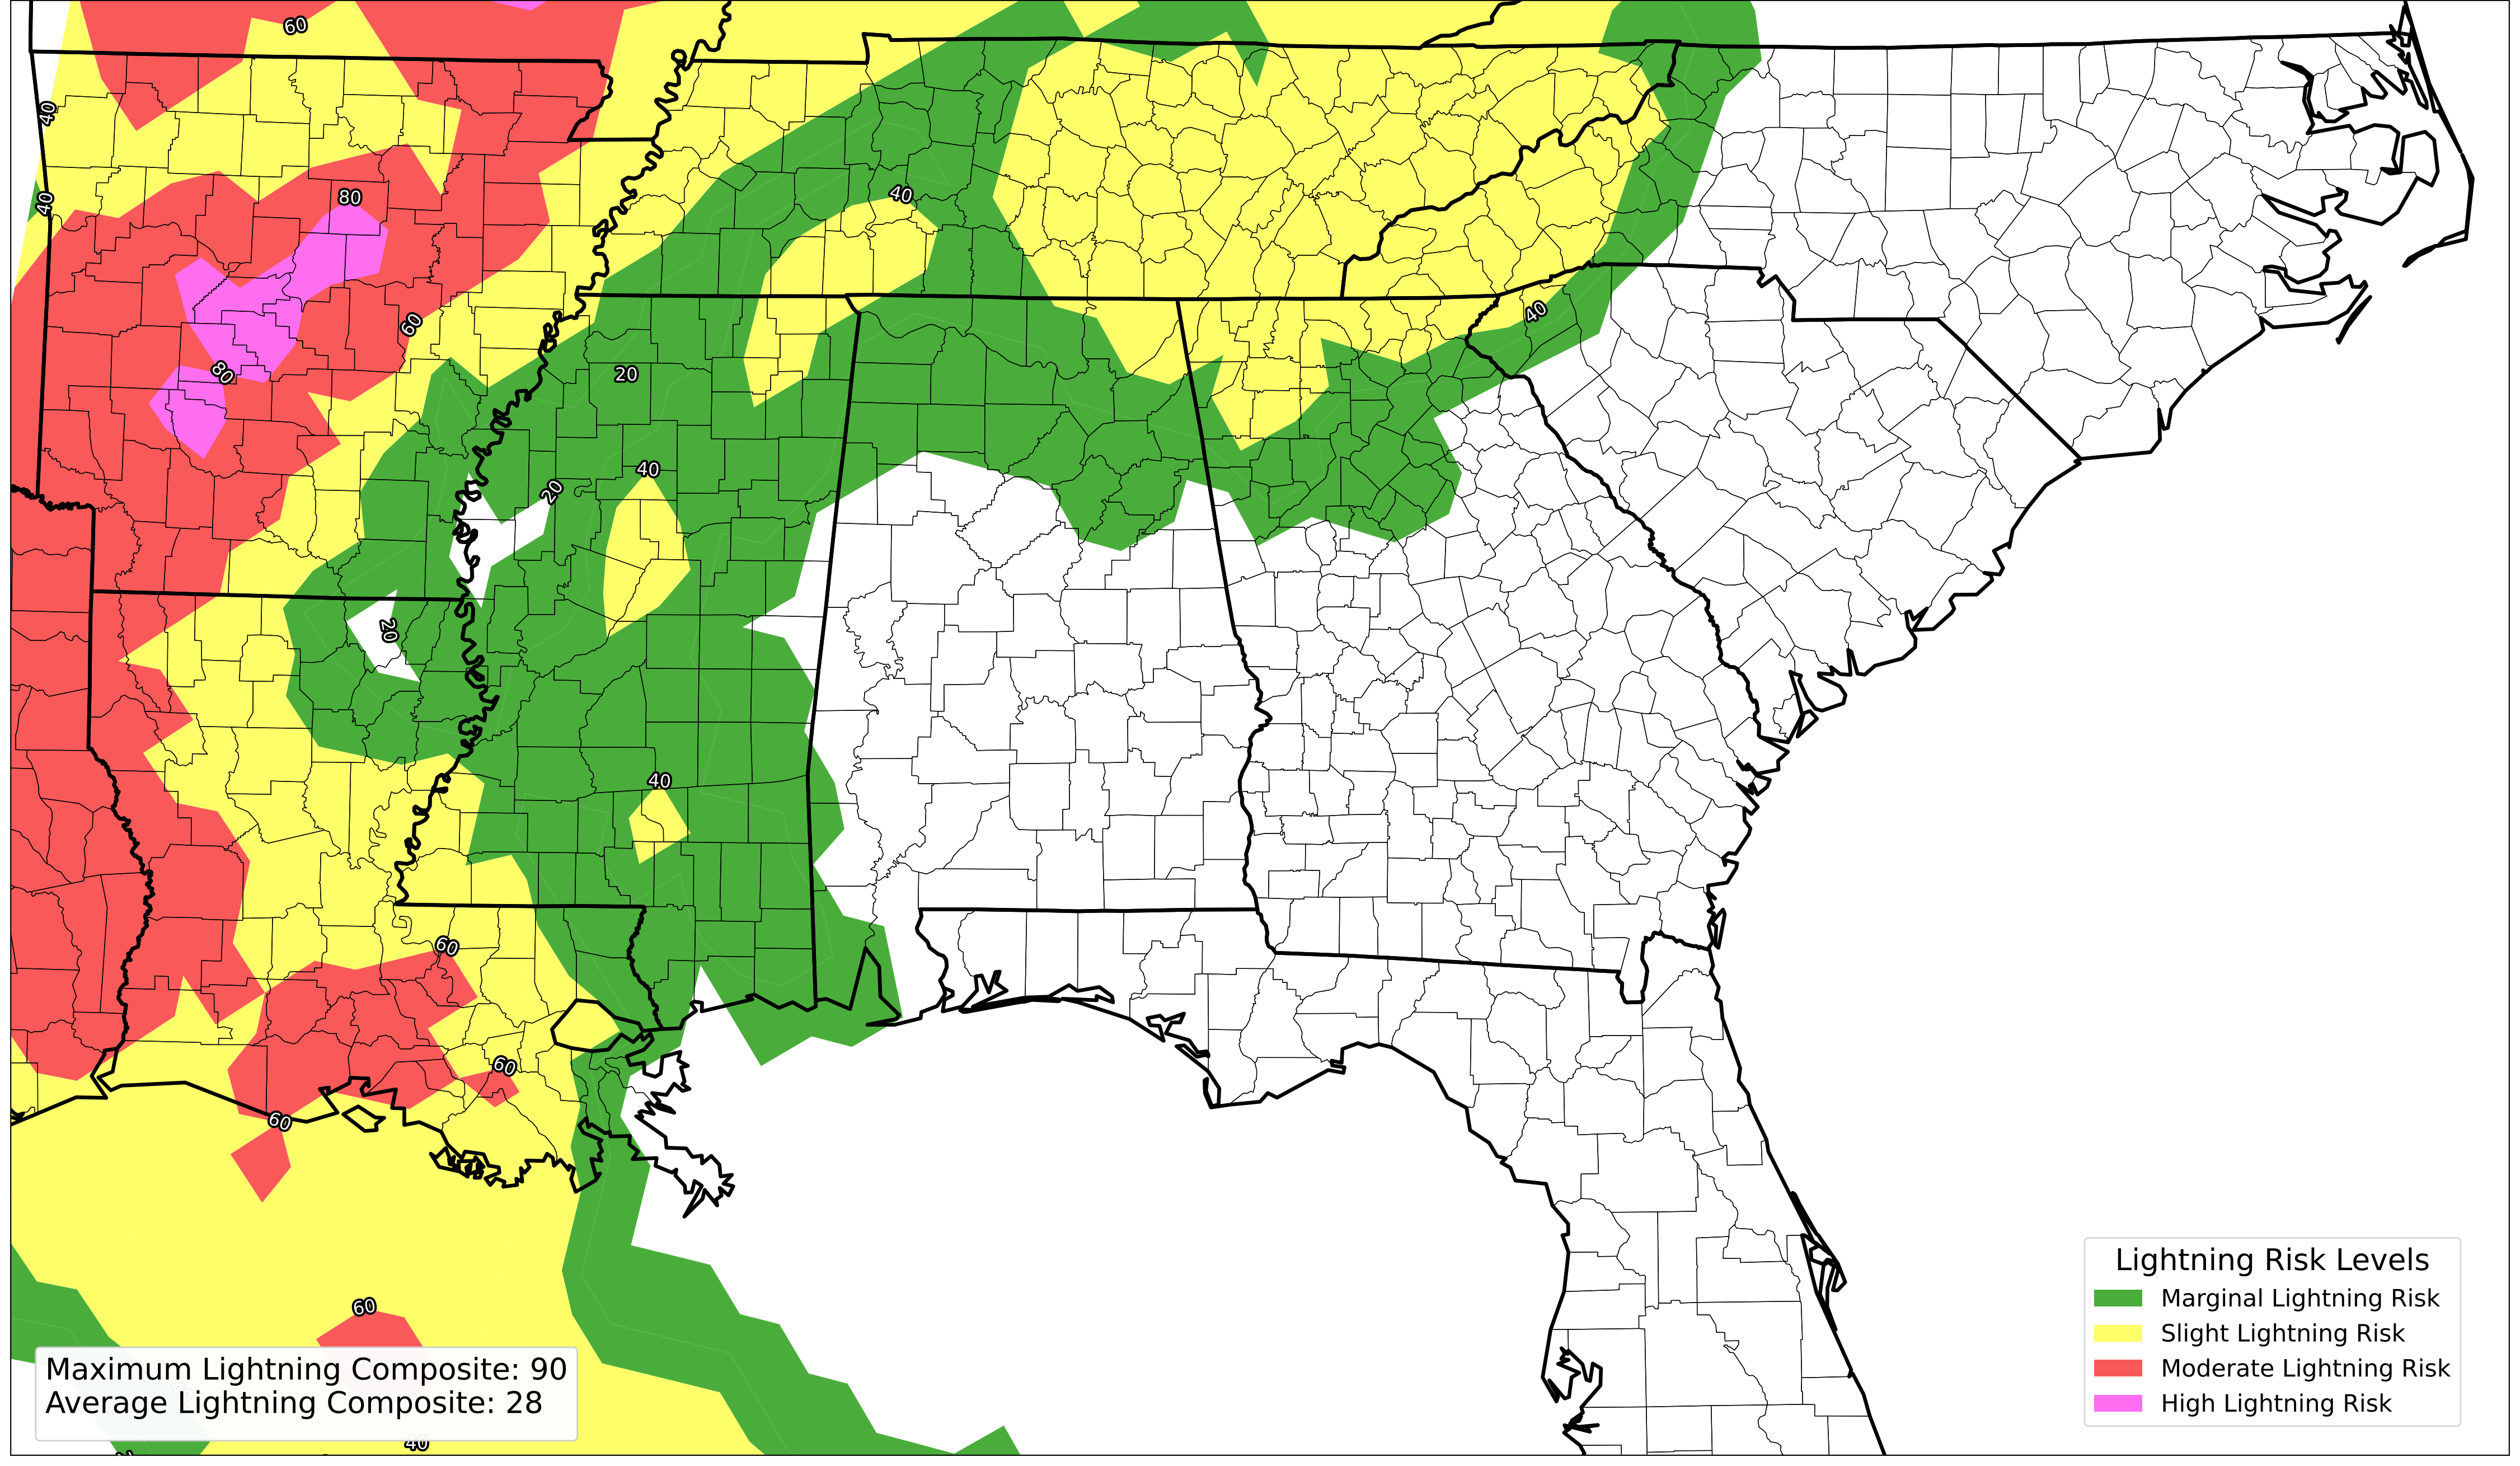 60
40
80
40
40
60
40
80
20
40
20
20
40
60
60
60
60
40
Maximum Lightning Composite: 90
Average Lightning Composite: 28
Lightning Risk Levels
Marginal Lightning Risk
Slight Lightning Risk
Moderate Lightning Risk
High Lightning Risk